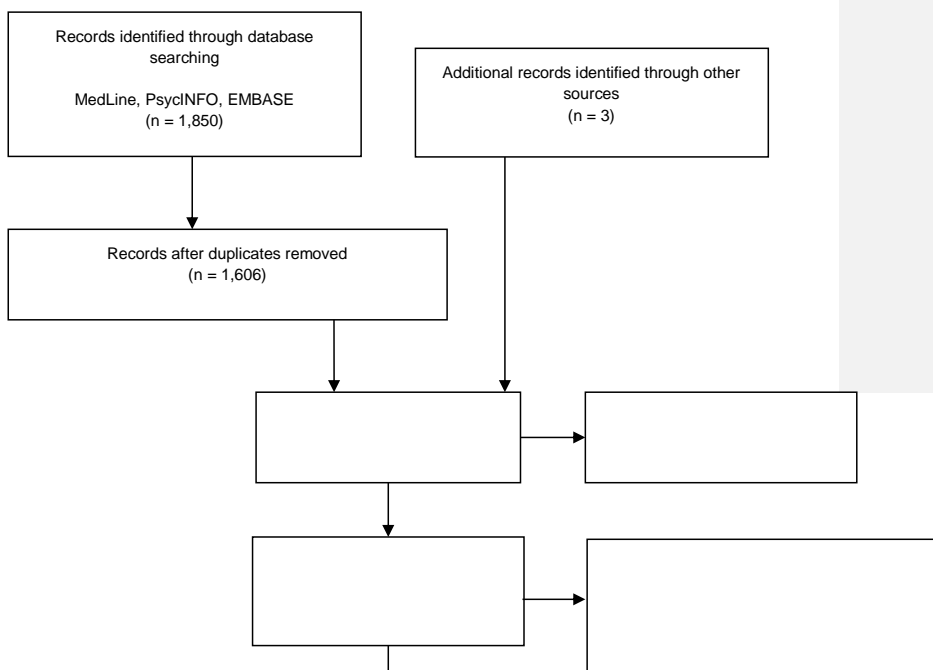 Records identified through database
searching
MedLine, PsycINFO, EMBASE
(n = 1,850)
Additional records identified through other
sources
(n = 3)
Records after duplicates removed
(n = 1,606)